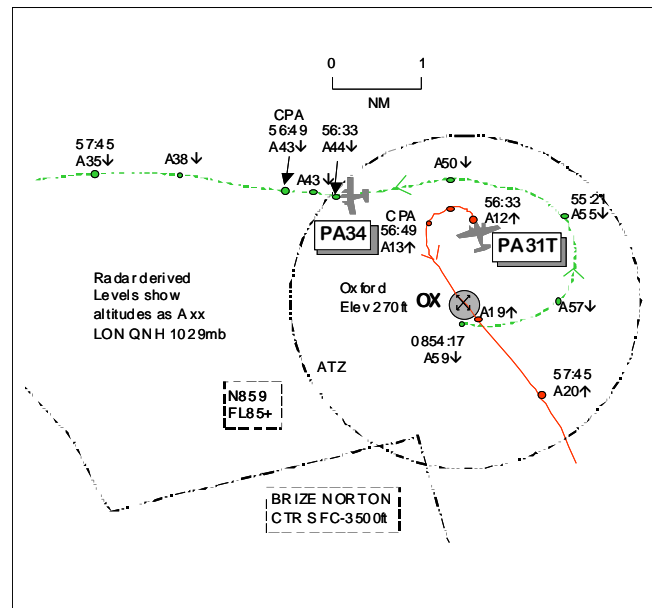 0
1
NM
CPA
57:45
A35↓
A38↓
56:49
A43↓
56:33
A44↓
A43↓
A50↓
55:21
A55↓
CPA
56:49
A13↑
56:33
A12↑
PA34
PA31T
Radar derived
Levels show
altitudes as Axx
LON QNH 1029mb
Oxford
Elev 270ft
OX
A19↑
A57↓
0854:17
A59↓
ATZ
57:45
A20↑
N859
FL85+
BRIZE NORTON
CTR SFC-3500ft